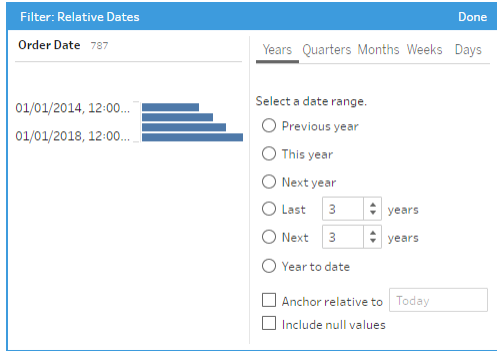 Filter: Relative Dates Done
Order Date 787
Years Quarters Months Weeks Days
01/01/2014, 12:00...
01/01/2018, 12:00...
Select a date range.
Previous year
This year
Next year
Last 3 years
Next 3 years
Year to date
Anchor relative to Today
Include null values